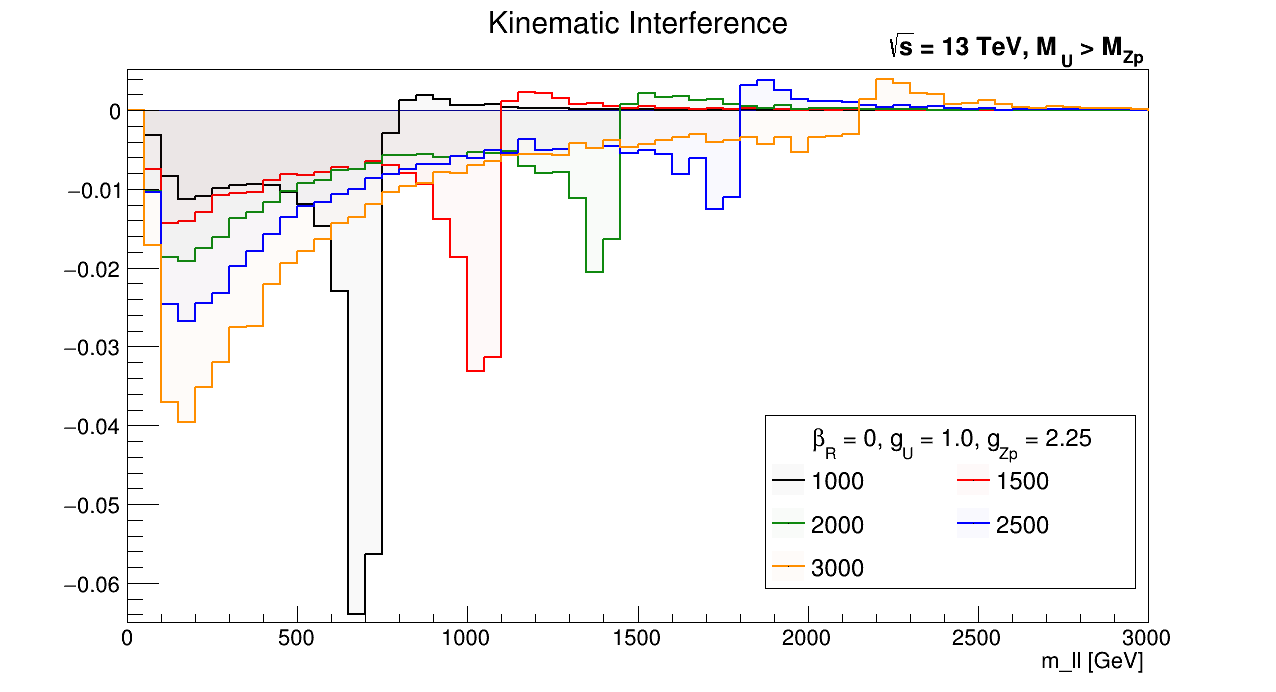 Kinematic Interference
√s = 13 TeV, M_U > M_Zp
0
−0.01
−0.02
−0.03
−0.04
−0.05
−0.06
β_R = 0, g_U = 1.0, g_Zp = 2.25
1000 1500
2000 2500
3000
0 500 1000 1500 2000 2500 3000
m_ll [GeV]